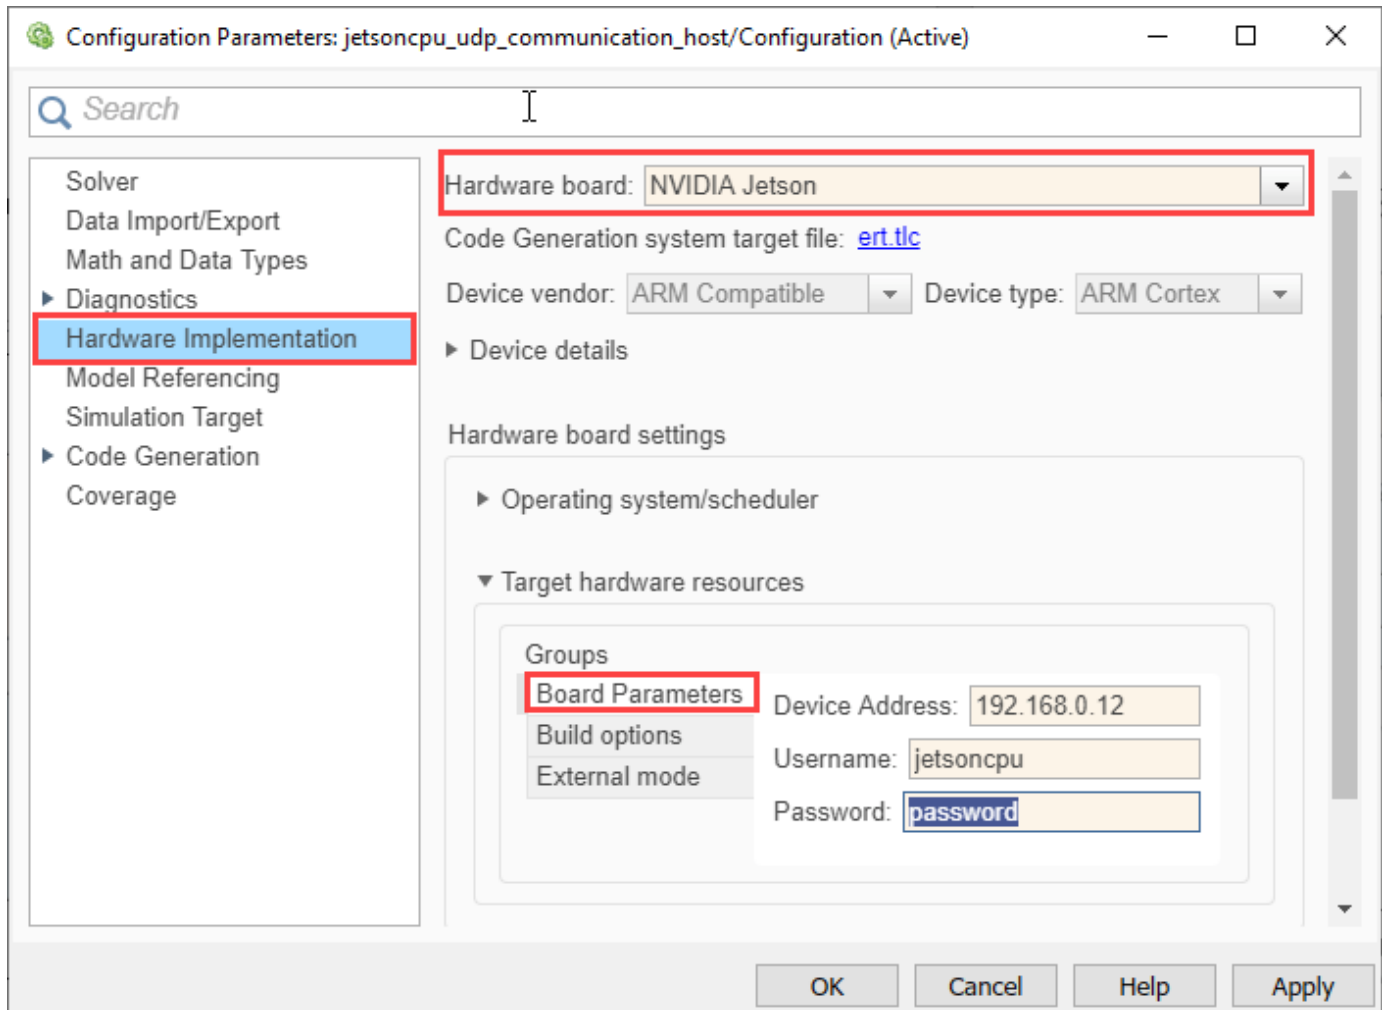 Configuration Parameters: jetsoncpu_udp_communication_host/Configuration (Active)
Search
Solver
Data Import/Export
Math and Data Types
Diagnostics
Hardware Implementation
Model Referencing
Simulation Target
Code Generation
Coverage
Hardware board: NVIDIA Jetson
Code Generation system target file: ert.tlc
Device vendor: ARM Compatible Device type: ARM Cortex
Device details
Hardware board settings
Operating system/scheduler
Target hardware resources
Groups
Board Parameters
Build options
External mode
Device Address: 192.168.0.12
Username: jetsoncpu
Password: password
OK Cancel Help Apply